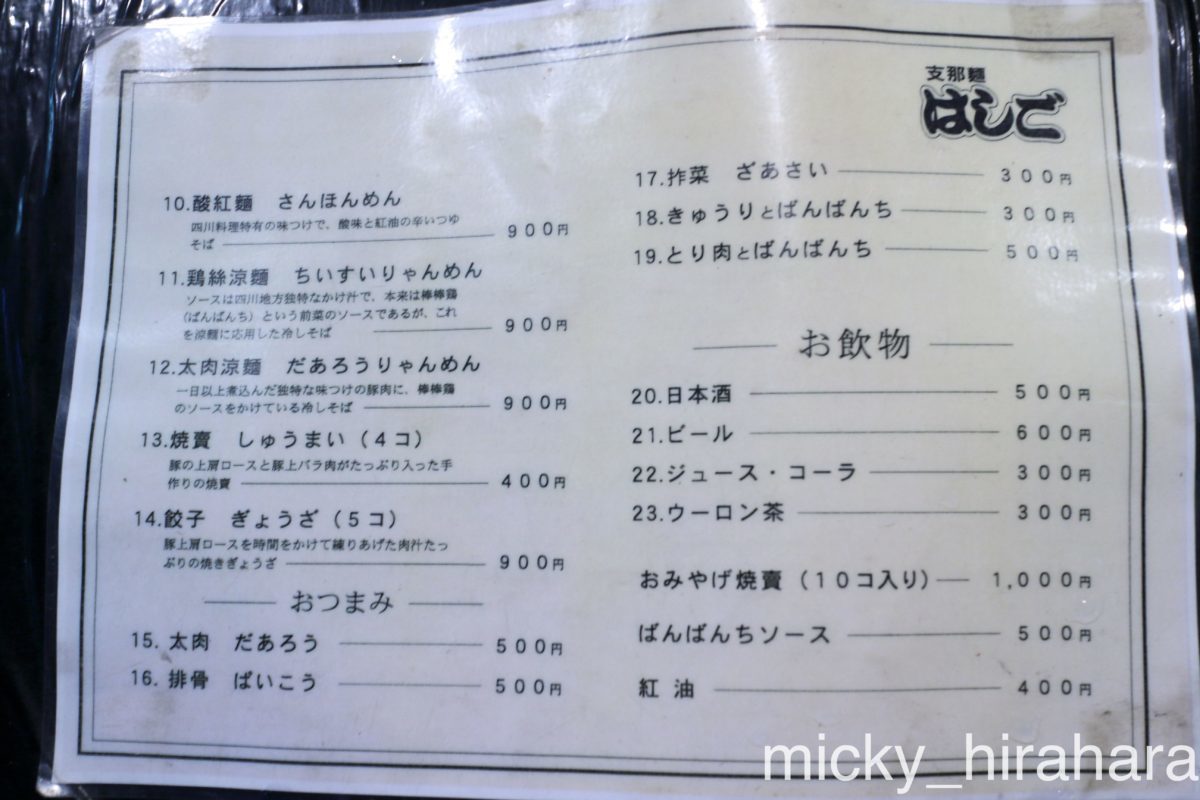 支那麺
はしご
10.酸紅麺 さんほんめん
四川料理特有の味つけで、酸味と紅油の辛いつゆ
そば 900円
11.鶏絲涼麺 ちいすいりゃんめん
ソースは四川地方独特なかけ汁で、本来は棒棒鶏
(ばんばんち)という前菜のソースであるが、これ
を涼麺に応用した冷しそば 900円
12.太肉涼麺 だあろうりゃんめん
一日以上煮込んだ独特な味つけの豚肉に、棒棒鶏
のソースをかけている冷しそば 900円
13.焼賣 しゅうまい(4コ)
豚の上肩ロースと豚上バラ肉がたっぷり入った手
作りの焼賣 400円
14.餃子 ぎょうざ(5コ)
豚上肩ロースを時間をかけて練りあげた肉汁たっ
ぷりの焼きぎょうざ 900円
おつまみ
15. 太肉 だあろう 500円
16. 排骨 ぱいこう 500円
17.搾菜 ざあさい 300円
18.きゅうりとばんばんち 300円
19.とり肉とばんばんち 500円
お飲物
20.日本酒 500円
21.ビール 600円
22.ジュース・コーラ 300円
23.ウーロン茶 300円
おみやげ焼賣(10コ入り) 1,000円
ばんばんちソース 500円
紅油 400円
micky_hirahara